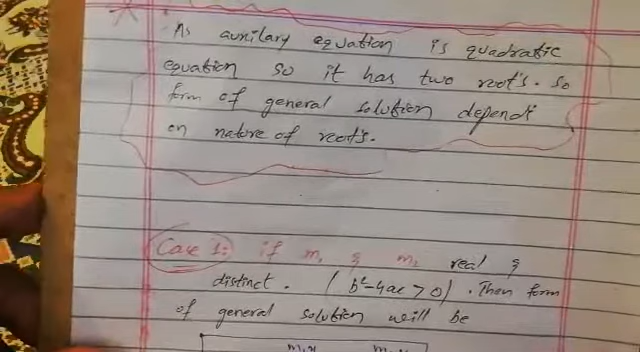 As auxilary equation is quadratic
equation so it has two root's. so
form of general solution depends
on nature of root's.
Case 1: if m₁ & m₂ real &
distinct. (b²-4ac > 0). Then form
of general solution will be